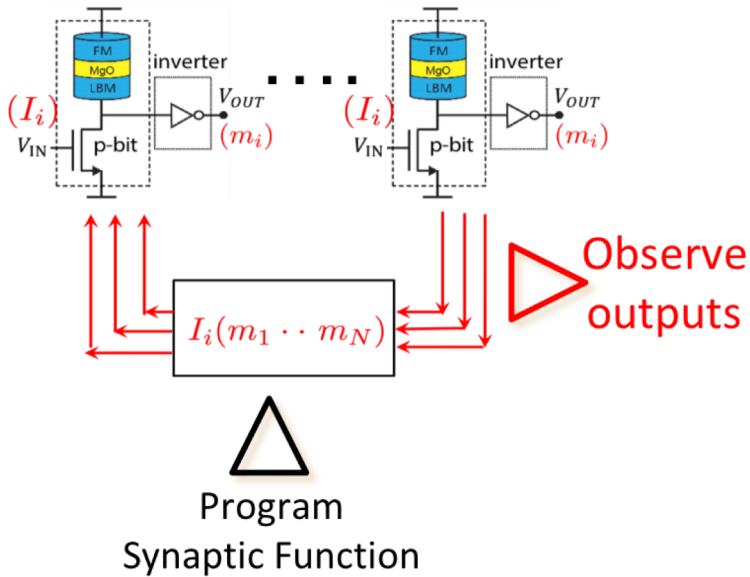 FM
MgO
LBM
inverter
(I_i)
V_IN
p-bit
V_OUT
(m_i)
. . . .
FM
MgO
LBM
inverter
(I_i)
V_IN
p-bit
V_OUT
(m_i)
I_i(m_1 · · m_N)
Observe
outputs
Program
Synaptic Function